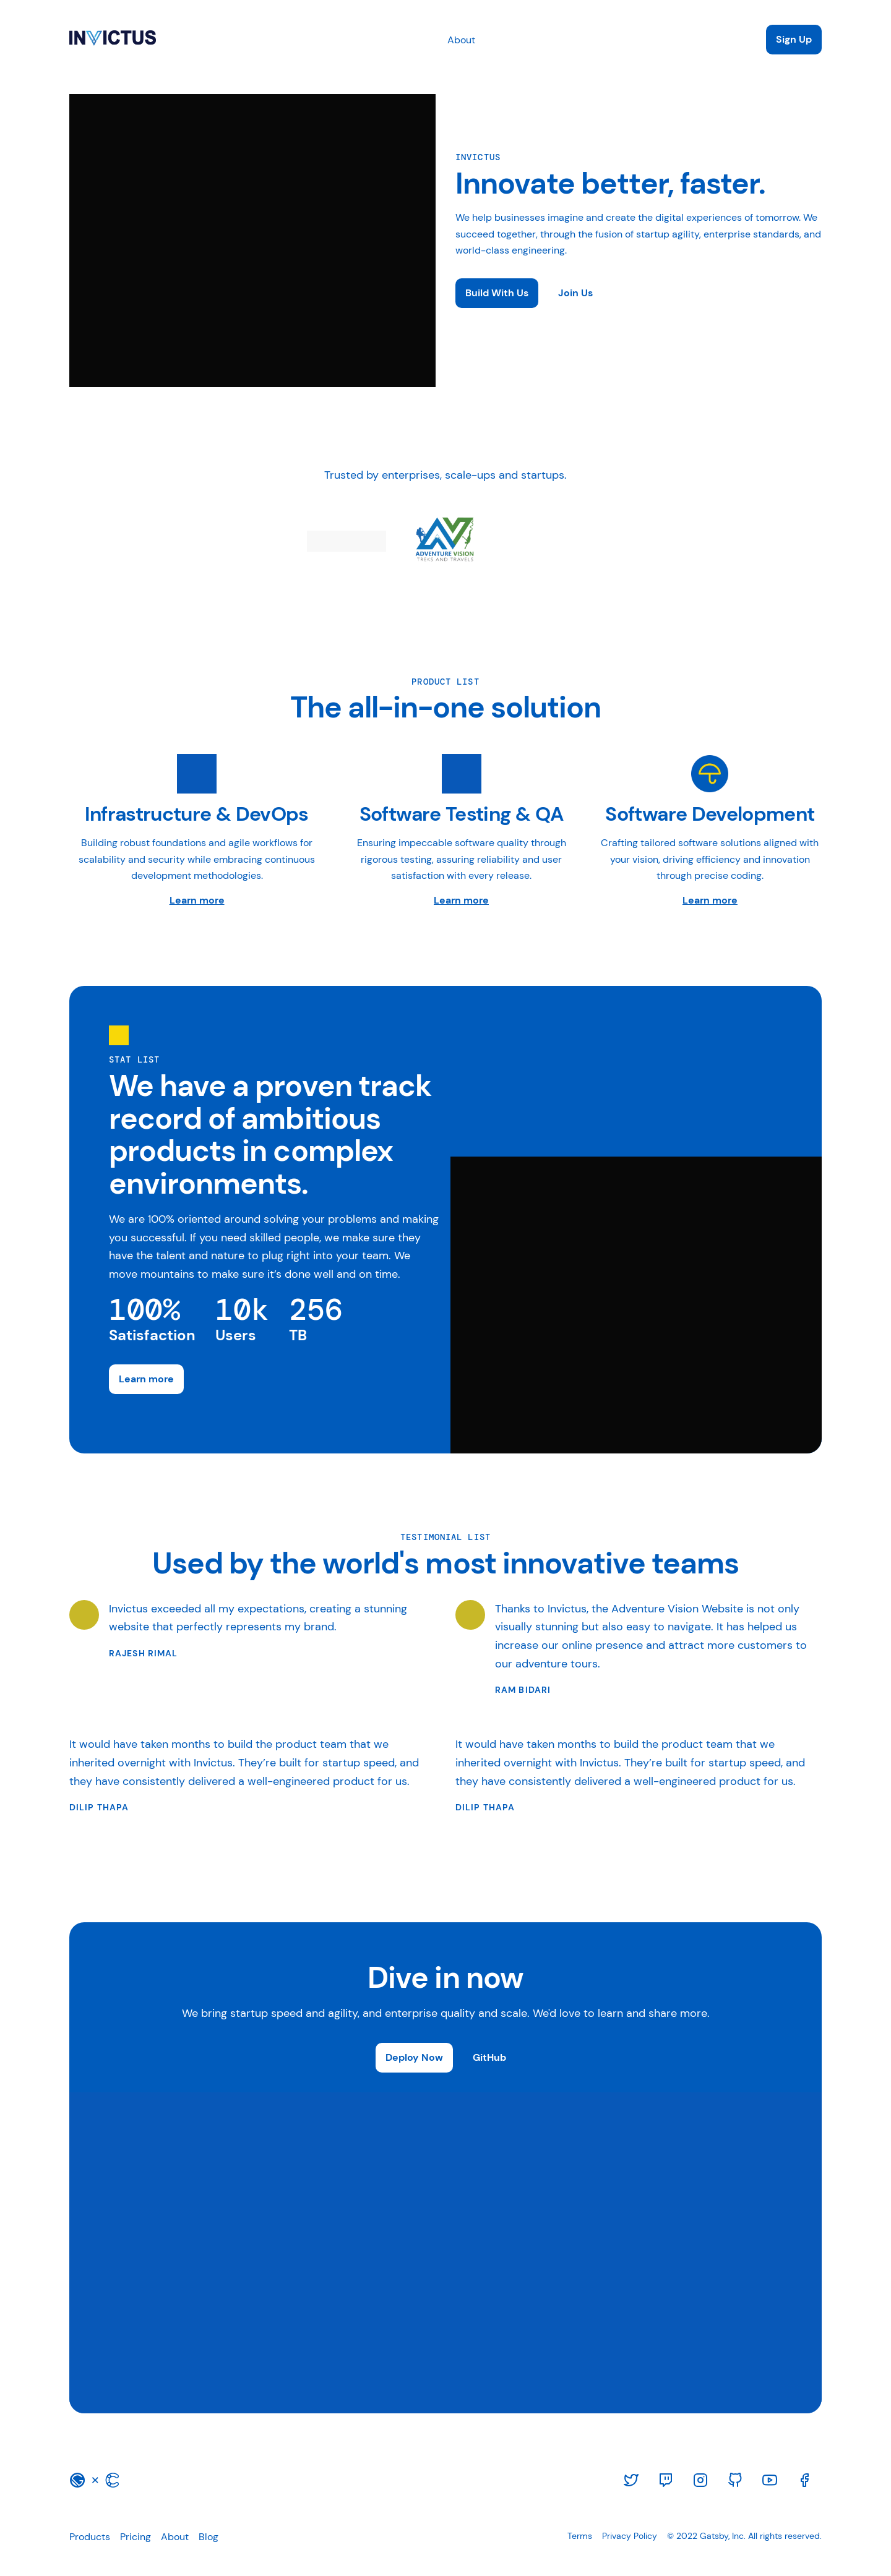 INVICTUS
About
Sign Up
INVICTUS
Innovate better, faster.
We help businesses imagine and create the digital experiences of tomorrow. We
succeed together, through the fusion of startup agility, enterprise standards, and
world-class engineering.
Build With Us
Join Us
Trusted by enterprises, scale-ups and startups.
ADVENTURE VISION
TREKS AND TRAVELS
PRODUCT LIST
The all-in-one solution
Infrastructure & DevOps
Building robust foundations and agile workflows for
scalability and security while embracing continuous
development methodologies.
Learn more
Software Testing & QA
Ensuring impeccable software quality through
rigorous testing, assuring reliability and user
satisfaction with every release.
Learn more
Software Development
Crafting tailored software solutions aligned with
your vision, driving efficiency and innovation
through precise coding.
Learn more
STAT LIST
We have a proven track
record of ambitious
products in complex
environments.
We are 100% oriented around solving your problems and making
you successful. If you need skilled people, we make sure they
have the talent and nature to plug right into your team. We
move mountains to make sure it’s done well and on time.
100%
Satisfaction
10k
Users
256
TB
Learn more
TESTIMONIAL LIST
Used by the world's most innovative teams
Invictus exceeded all my expectations, creating a stunning
website that perfectly represents my brand.
RAJESH RIMAL
Thanks to Invictus, the Adventure Vision Website is not only
visually stunning but also easy to navigate. It has helped us
increase our online presence and attract more customers to
our adventure tours.
RAM BIDARI
It would have taken months to build the product team that we
inherited overnight with Invictus. They’re built for startup speed, and
they have consistently delivered a well-engineered product for us.
DILIP THAPA
It would have taken months to build the product team that we
inherited overnight with Invictus. They’re built for startup speed, and
they have consistently delivered a well-engineered product for us.
DILIP THAPA
Dive in now
We bring startup speed and agility, and enterprise quality and scale. We'd love to learn and share more.
Deploy Now
GitHub
×
Products
Pricing
About
Blog
Terms
Privacy Policy
© 2022 Gatsby, Inc. All rights reserved.